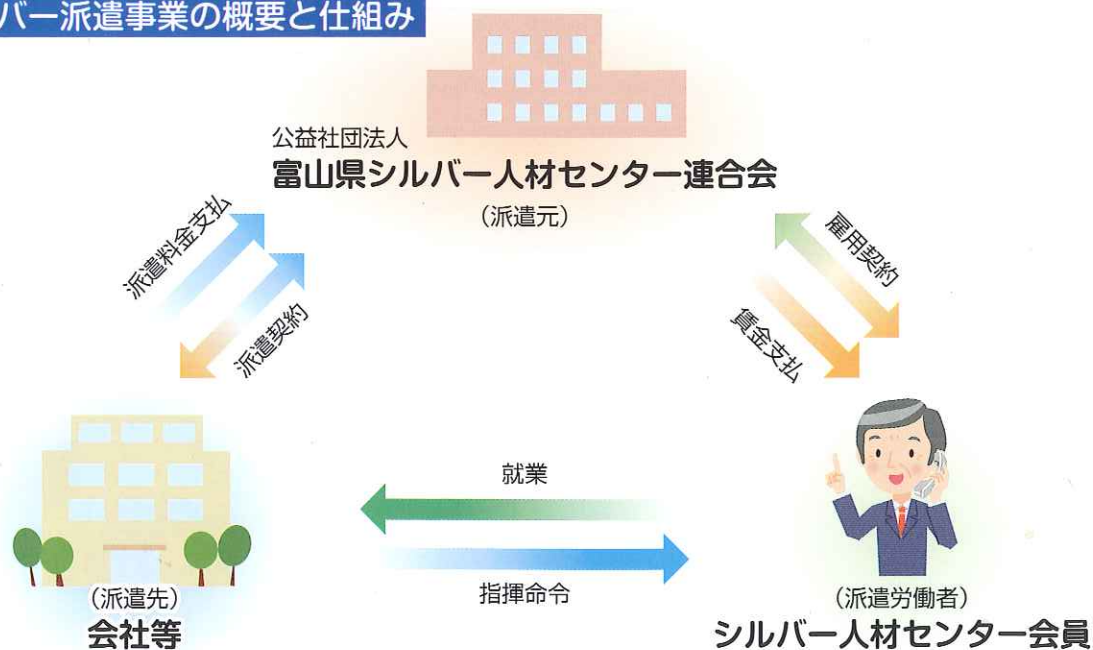 バー派遣事業の概要と仕組み
公益社団法人
富山県シルバー人材センター連合会
(派遣元)
派遣料金支払
派遣契約
雇用契約
賃金支払
就業
指揮命令
(派遣先)
会社等
(派遣労働者)
シルバー人材センター会員